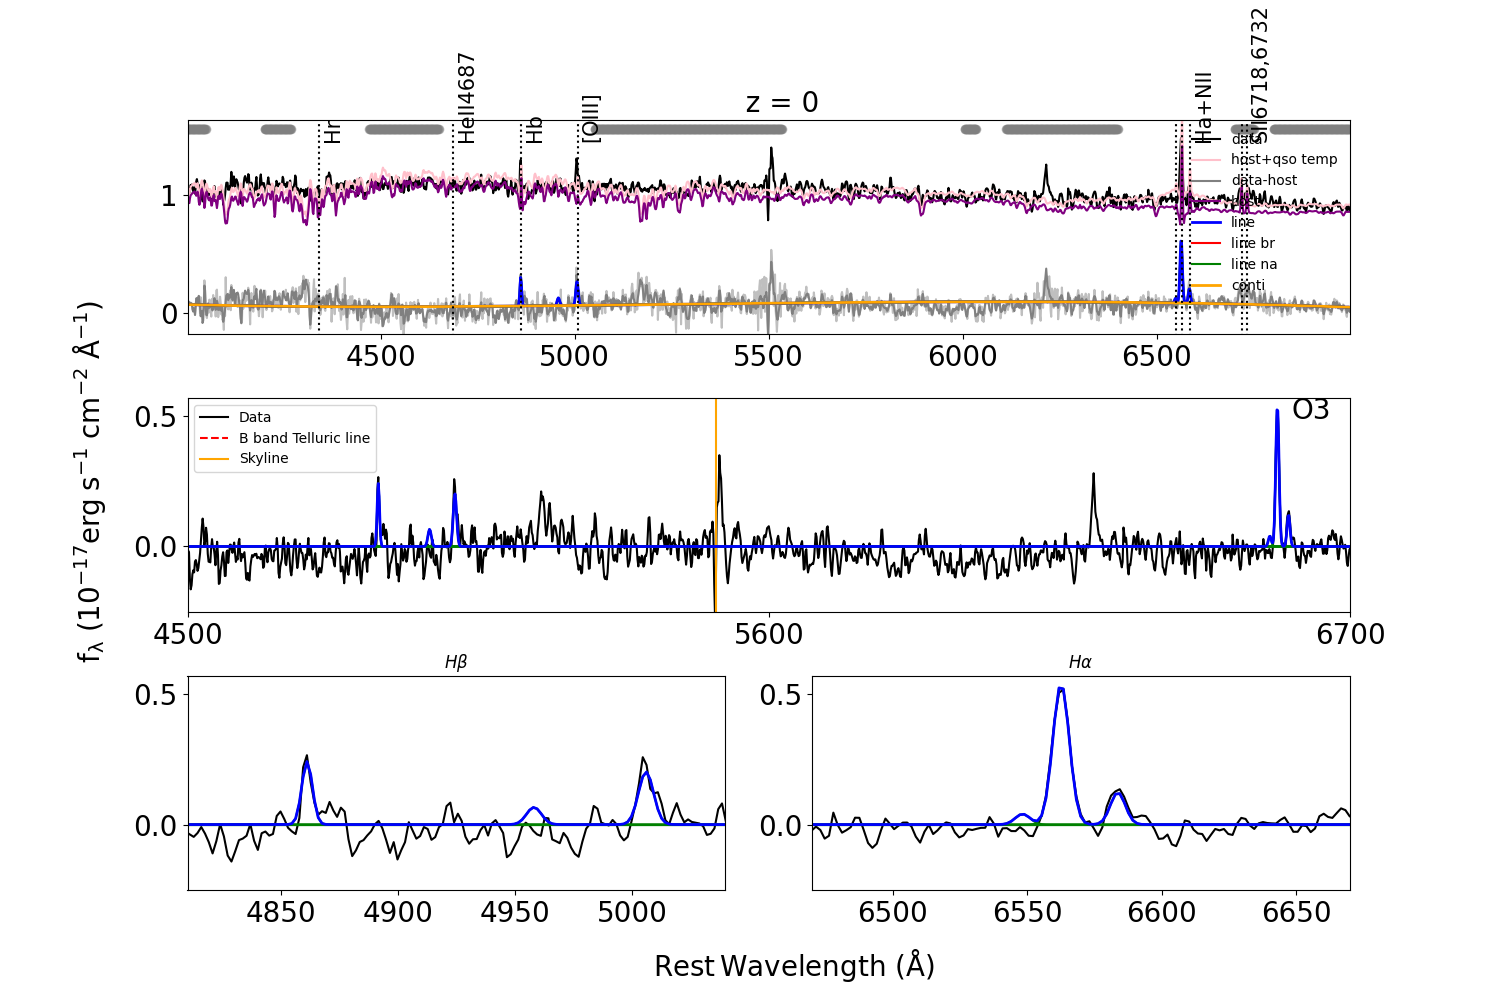 z = 0
Hr
HeII4687
Hb
[OIII]
Ha+NII
SII6718,6732
data
host+qso temp
data-host
host
line
line br
line na
conti
1
0
4500 5000 5500 6000 6500
f_λ (10⁻¹⁷erg s⁻¹ cm⁻² Å⁻¹)
Data
B band Telluric line
Skyline
O3
0.5
0.0
4500 5600 6700
Hβ
0.5
0.0
4850 4900 4950 5000
Hα
0.5
0.0
6500 6550 6600 6650
Rest Wavelength (Å)